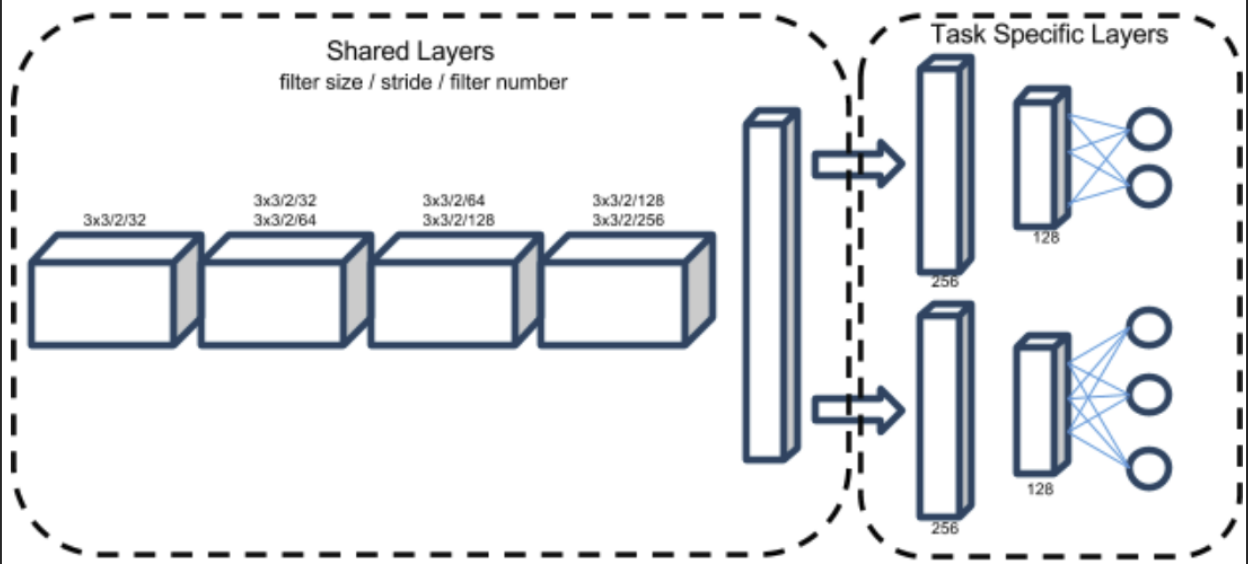 Shared Layers
filter size / stride / filter number
3x3/2/32
3x3/2/32
3x3/2/64
3x3/2/64
3x3/2/128
3x3/2/128
3x3/2/256
Task Specific Layers
256
128
256
128